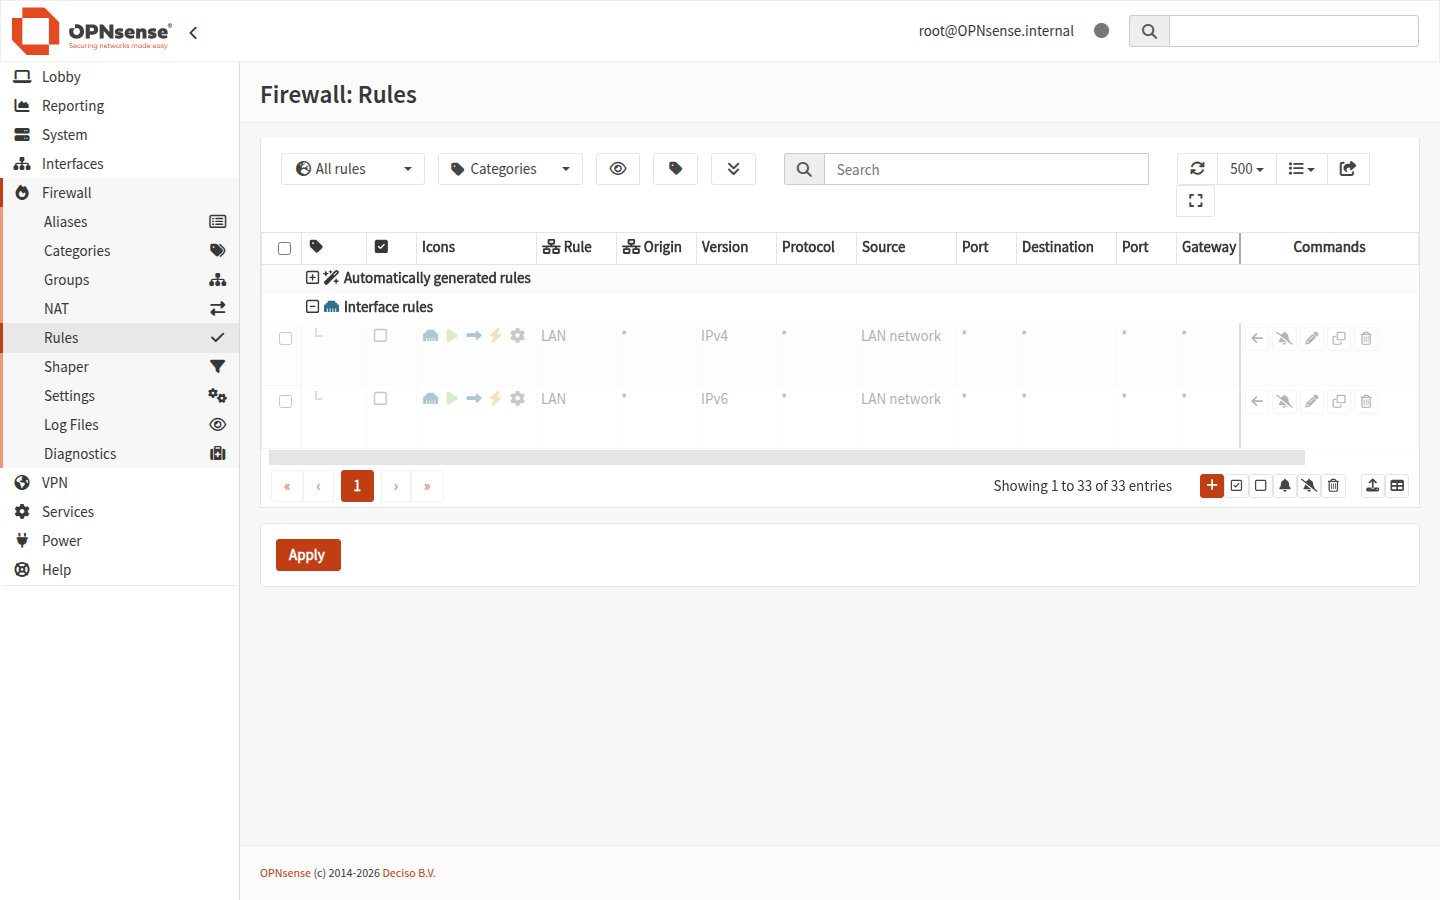 OPNsense®
Securing networks made easy
root@OPNsense.internal
Lobby
Reporting
System
Interfaces
Firewall
Aliases
Categories
Groups
NAT
Rules
Shaper
Settings
Log Files
Diagnostics
VPN
Services
Power
Help
Firewall: Rules
All rules
Categories
Search
500
Icons Rule Origin Version Protocol Source Port Destination Port Gateway Commands
Automatically generated rules
Interface rules
LAN * IPv4 * LAN network * * * *
LAN * IPv6 * LAN network * * * *
« ‹ 1 › »
Showing 1 to 33 of 33 entries
Apply
OPNsense (c) 2014-2026 Deciso B.V.